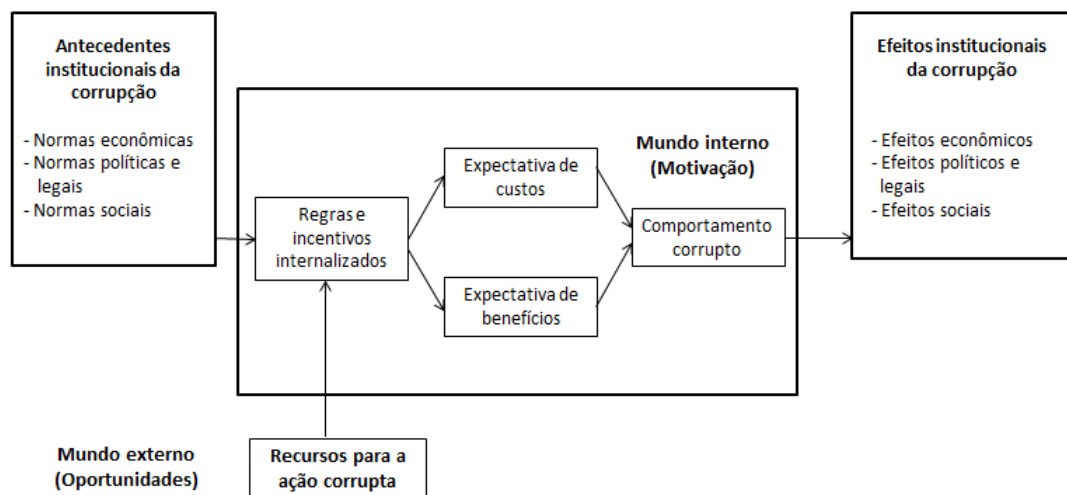 Antecedentes
institucionais da
corrupção
- Normas econômicas
- Normas políticas e
legais
- Normas sociais
Mundo interno
(Motivação)
Regras e
incentivos
internalizados
Expectativa de
custos
Expectativa de
benefícios
Comportamento
corrupto
Efeitos institucionais
da corrupção
- Efeitos econômicos
- Efeitos políticos e
legais
- Efeitos sociais
Mundo externo
(Oportunidades)
Recursos para a
ação corrupta